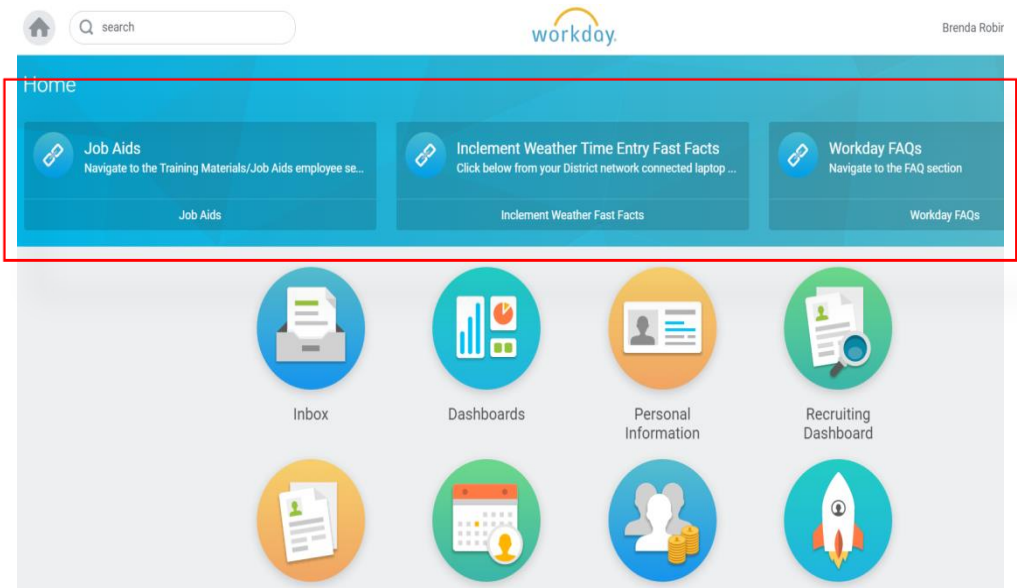 search
workday.
Brenda Robin
Home
Job Aids
Navigate to the Training Materials/Job Aids employee se...
Job Aids
Inclement Weather Time Entry Fast Facts
Click below from your District network connected laptop ...
Inclement Weather Fast Facts
Workday FAQs
Navigate to the FAQ section
Workday FAQs
Inbox
Dashboards
Personal
Information
Recruiting
Dashboard